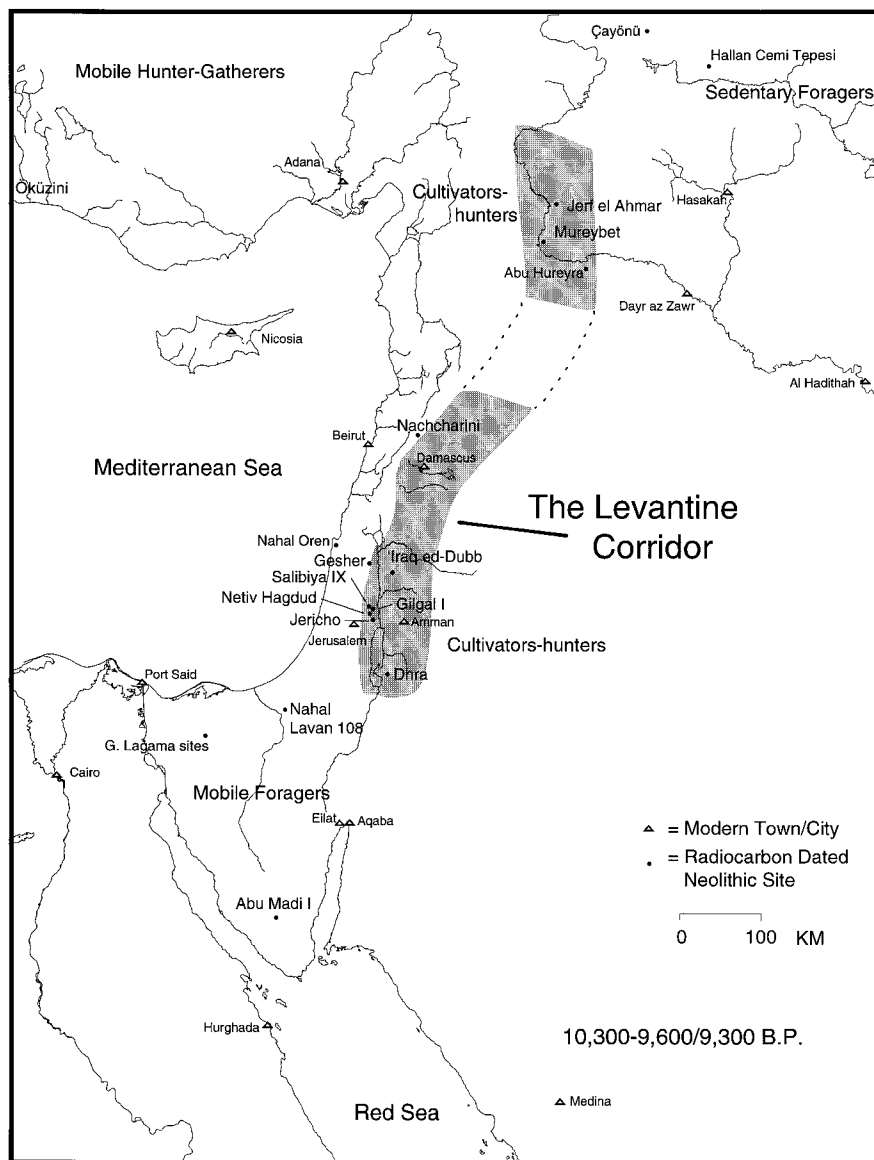 Çayönü
Hallan Cemi Tepesi
Mobile Hunter-Gatherers
Sedentary Foragers
Adana
Öküzini
Cultivators-
hunters
Hasakah
Jerf el Ahmar
Mureybet
Abu Hureyra
Dayr az Zawr
Nicosia
Al Hadithah
Nachcharini
Beirut
Damascus
Mediterranean Sea
The Levantine
Corridor
Nahal Oren
Gesher
Iraq ed-Dubb
Salibiya IX
Netiv Hagdud
Gilgal I
Jericho
Amman
Jerusalem
Cultivators-hunters
Dhra
Port Said
Nahal
Lavan 108
G. Lagama sites
Cairo
Mobile Foragers
Eilat
Aqaba
= Modern Town/City
= Radiocarbon Dated
Neolithic Site
Abu Madi I
0 100 KM
Hurghada
10,300-9,600/9,300 B.P.
Red Sea
Medina